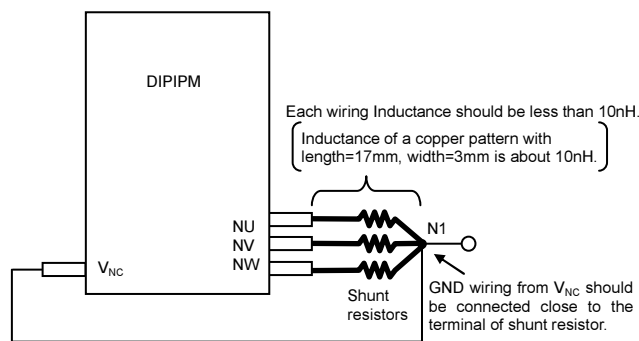 DIPIPM
Each wiring Inductance should be less than 10nH.
Inductance of a copper pattern with
length=17mm, width=3mm is about 10nH.
NU
NV
NW
N1
VNC
Shunt
resistors
GND wiring from VNC should
be connected close to the
terminal of shunt resistor.